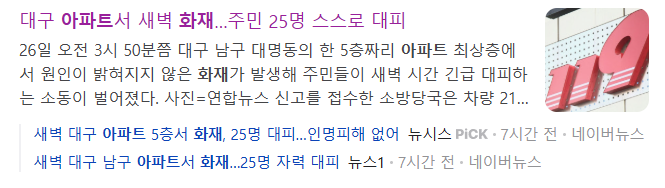 대구 아파트서 새벽 화재...주민 25명 스스로 대피
26일 오전 3시 50분쯤 대구 남구 대명동의 한 5층짜리 아파트 최상층에
서 원인이 밝혀지지 않은 화재가 발생해 주민들이 새벽 시간 긴급 대피하
는 소동이 벌어졌다. 사진=연합뉴스 신고를 접수한 소방당국은 차량 21...
119
새벽 대구 아파트 5층서 화재, 25명 대피...인명피해 없어 뉴시스 PiCK · 7시간 전 · 네이버뉴스
새벽 대구 남구 아파트서 화재...25명 자력 대피 뉴스1 · 7시간 전 · 네이버뉴스